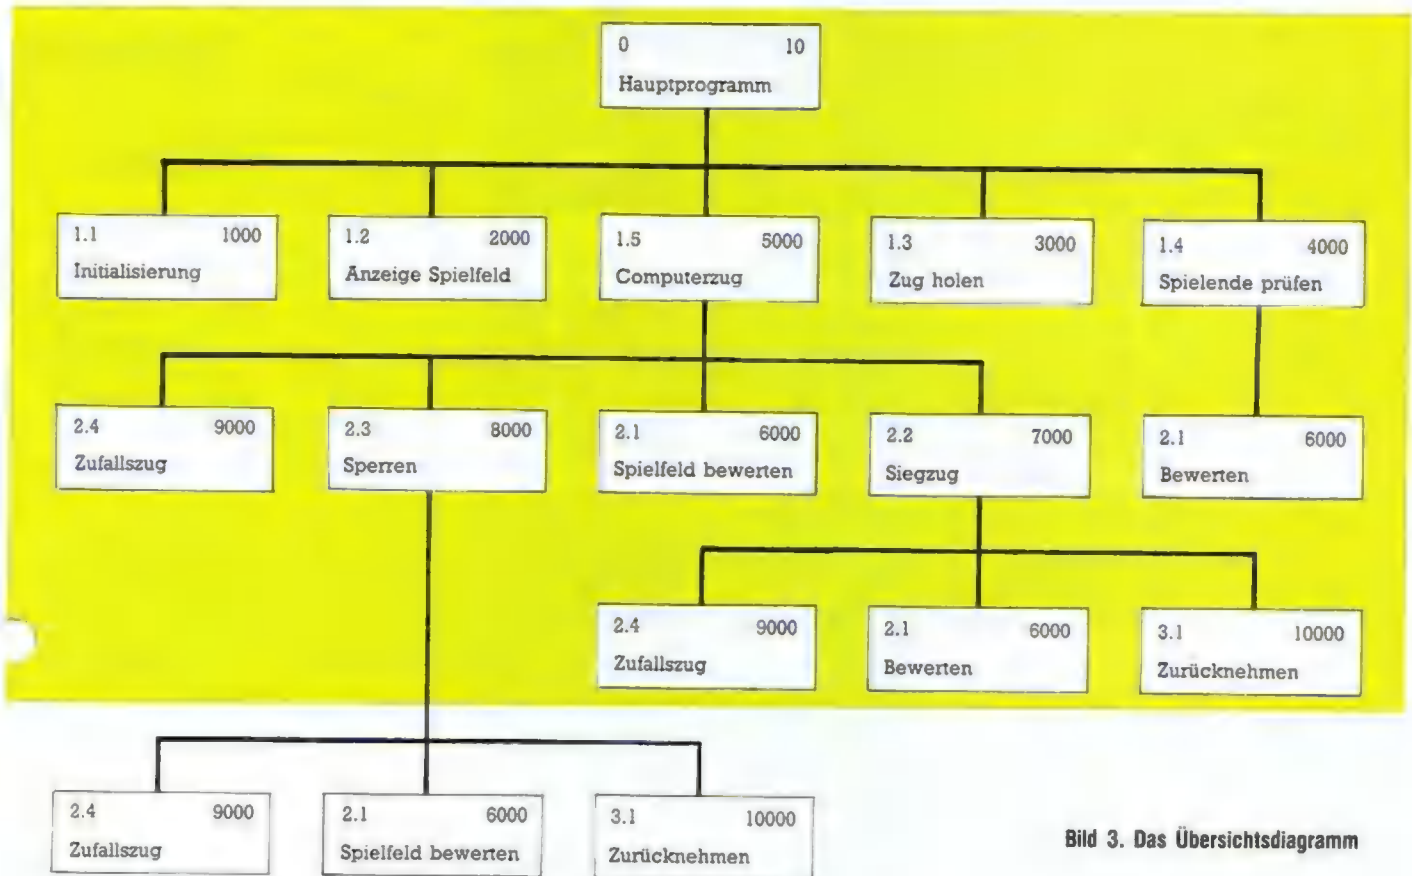 0 10
Hauptprogramm
1.1 1000
Initialisierung
1.2 2000
Anzeige Spielfeld
1.5 5000
Computerzug
1.3 3000
Zug holen
1.4 4000
Spielende prüfen
2.4 9000
Zufallszug
2.3 8000
Sperren
2.1 6000
Spielfeld bewerten
2.2 7000
Siegzug
2.1 6000
Bewerten
2.4 9000
Zufallszug
2.1 6000
Bewerten
3.1 10000
Zurücknehmen
2.4 9000
Zufallszug
2.1 6000
Spielfeld bewerten
3.1 10000
Zurücknehmen
Bild 3. Das Übersichtsdiagramm